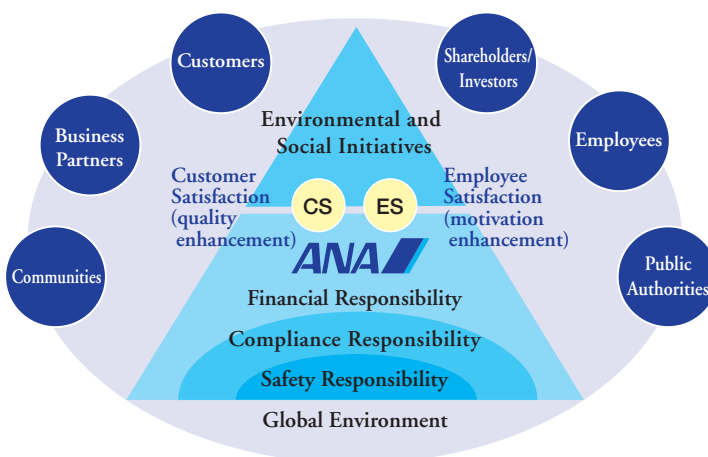 Customers
Shareholders/
Investors
Business
Partners
Employees
Communities
Public
Authorities
Environmental and
Social Initiatives
Customer
Satisfaction
(quality
enhancement)
CS
ES
Employee
Satisfaction
(motivation
enhancement)
ANA
Financial Responsibility
Compliance Responsibility
Safety Responsibility
Global Environment